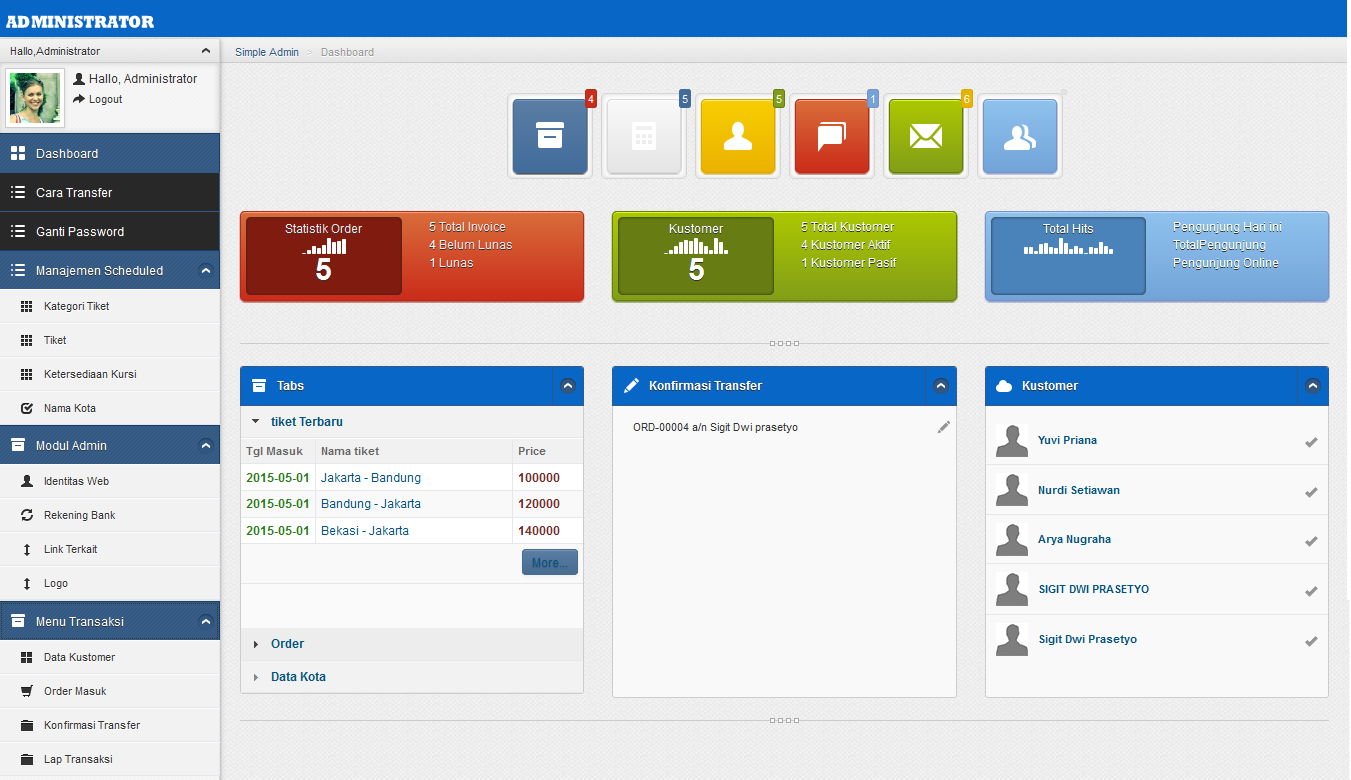 ADMINISTRATOR
Hallo,Administrator
Simple Admin
Dashboard
Hallo, Administrator
Logout
Dashboard
Cara Transfer
Ganti Password
Manajemen Scheduled
Kategori Tiket
Tiket
Ketersediaan Kursi
Nama Kota
Modul Admin
Identitas Web
Rekening Bank
Link Terkait
Logo
Menu Transaksi
Data Kustomer
Order Masuk
Konfirmasi Transfer
Lap Transaksi
4 5 5 1 6
Statistik Order
5
5 Total Invoice
4 Belum Lunas
1 Lunas
Kustomer
5
5 Total Kustomer
4 Kustomer Aktif
1 Kustomer Pasif
Total Hits
Pengunjung Hari ini
TotalPengunjung
Pengunjung Online
Tabs
tiket Terbaru
Tgl Masuk Nama tiket Price
2015-05-01 Jakarta - Bandung 100000
2015-05-01 Bandung - Jakarta 120000
2015-05-01 Bekasi - Jakarta 140000
More...
Order
Data Kota
Konfirmasi Transfer
ORD-00004 a/n Sigit Dwi prasetyo
Kustomer
Yuvi Priana
Nurdi Setiawan
Arya Nugraha
SIGIT DWI PRASETYO
Sigit Dwi Prasetyo